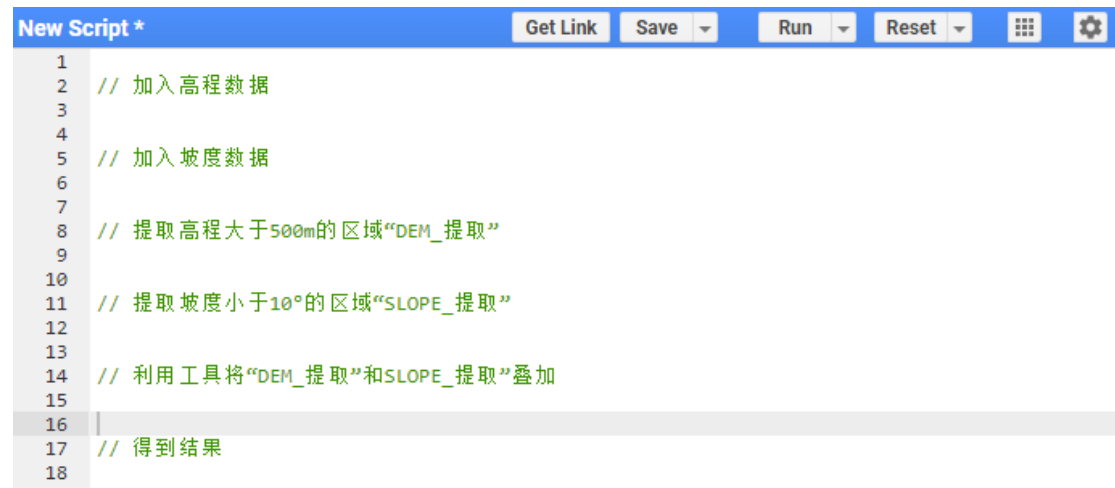 New Script *
Get Link
Save
Run
Reset
1
2 // 加入高程数据
3
4
5 // 加入坡度数据
6
7
8 // 提取高程大于500m的区域“DEM_提取”
9
10
11 // 提取坡度小于10°的区域“SLOPE_提取”
12
13
14 // 利用工具将“DEM_提取”和SLOPE_提取”叠加
15
16
17 // 得到结果
18